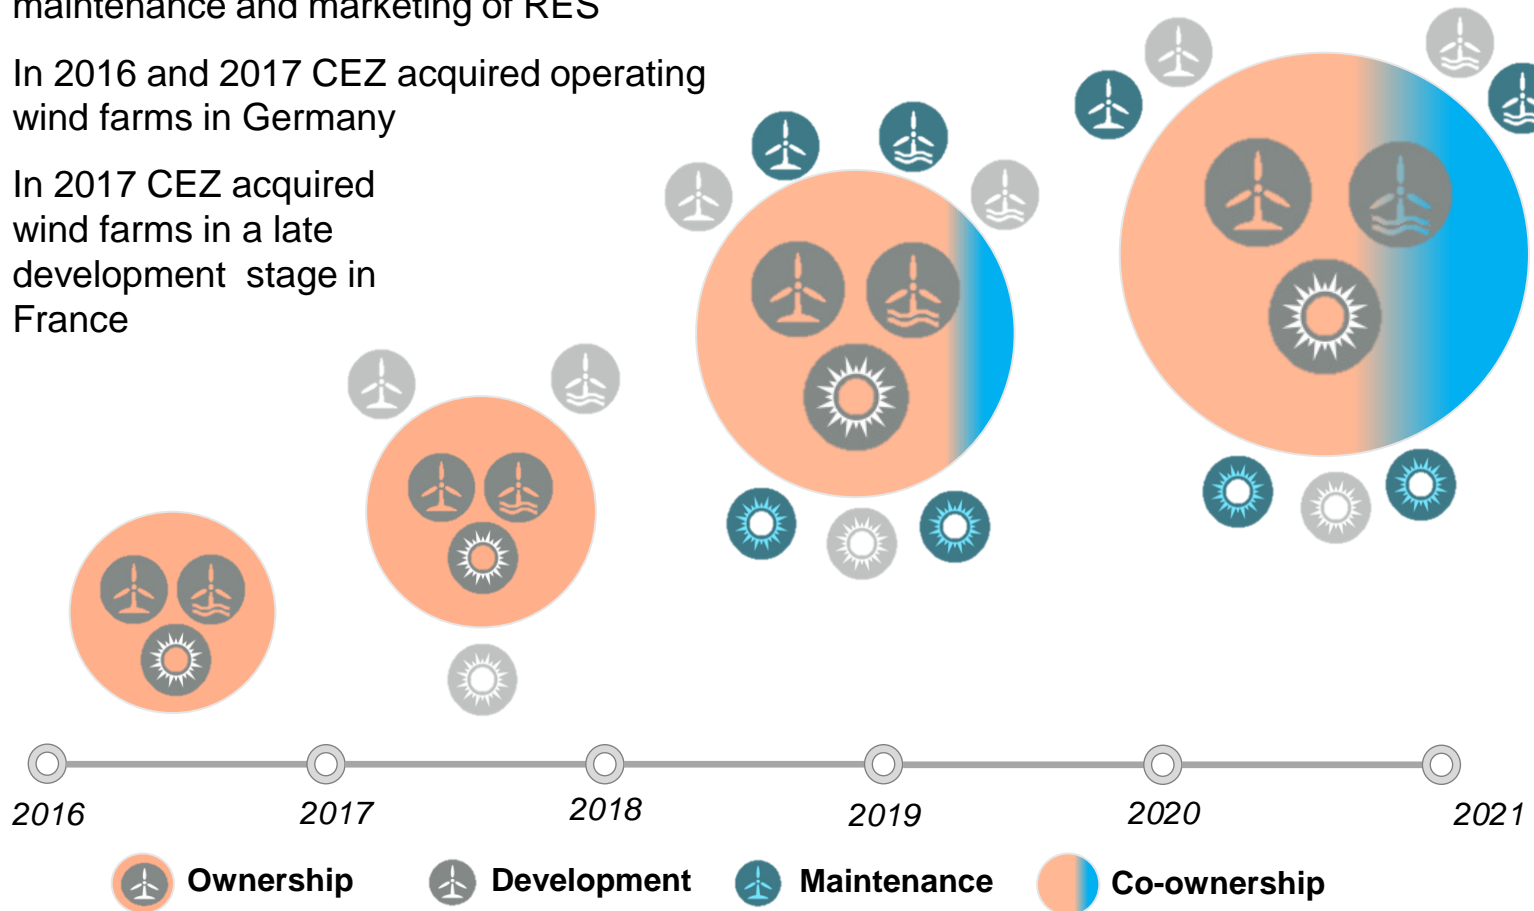 maintenance and marketing of RES
In 2016 and 2017 CEZ acquired operating
wind farms in Germany
In 2017 CEZ acquired
wind farms in a late
development stage in
France
2016
2017
2018
2019
2020
2021
Ownership
Development
Maintenance
Co-ownership